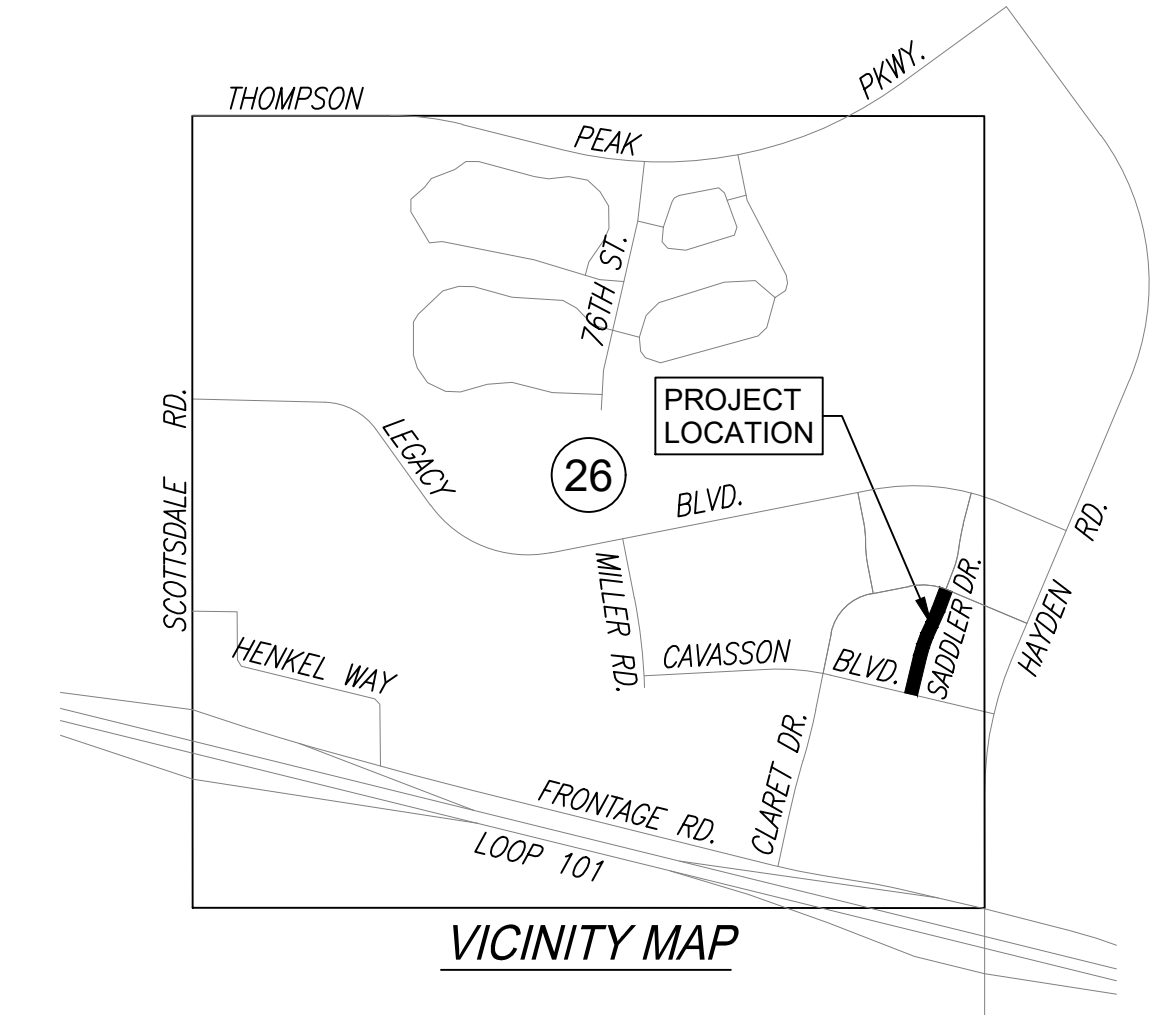 THOMPSON
PEAK
PKWY.
76TH ST.
SCOTTSDALE RD.
LEGACY
BLVD.
26
PROJECT
LOCATION
MILLER RD.
CAVASSON
BLVD.
SADDLER DR.
HAYDEN RD.
HENKEL WAY
CLARET DR.
FRONTAGE RD.
LOOP 101
VICINITY MAP